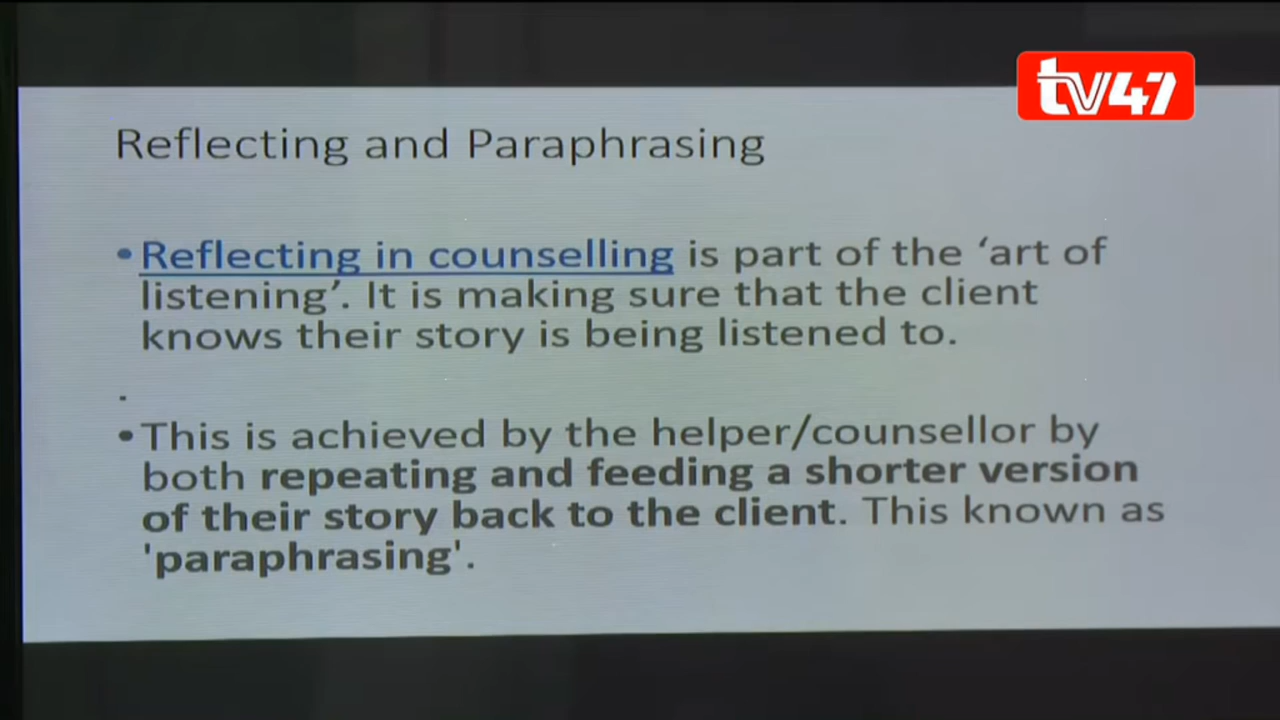 tv47
Reflecting and Paraphrasing
• Reflecting in counselling is part of the ‘art of
listening’. It is making sure that the client
knows their story is being listened to.
.
• This is achieved by the helper/counsellor by
both repeating and feeding a shorter version
of their story back to the client. This known as
'paraphrasing'.